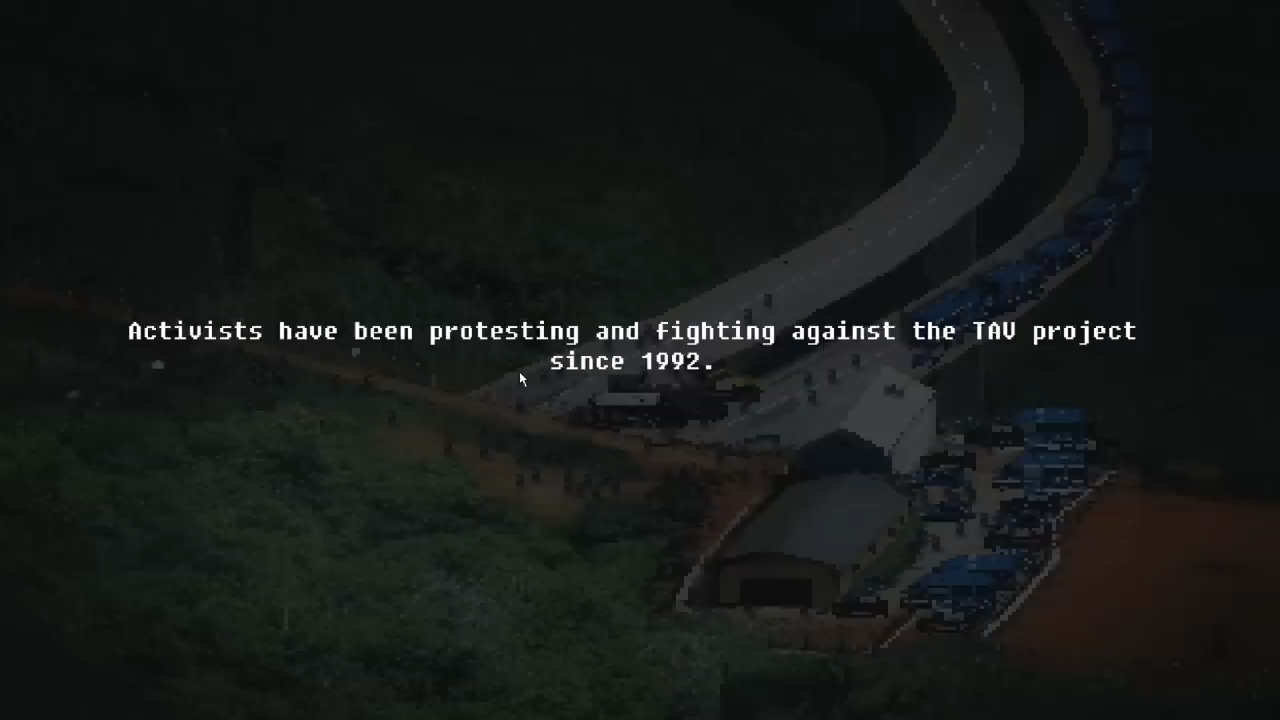 Activists have been protesting and fighting against the TAV project
since 1992.